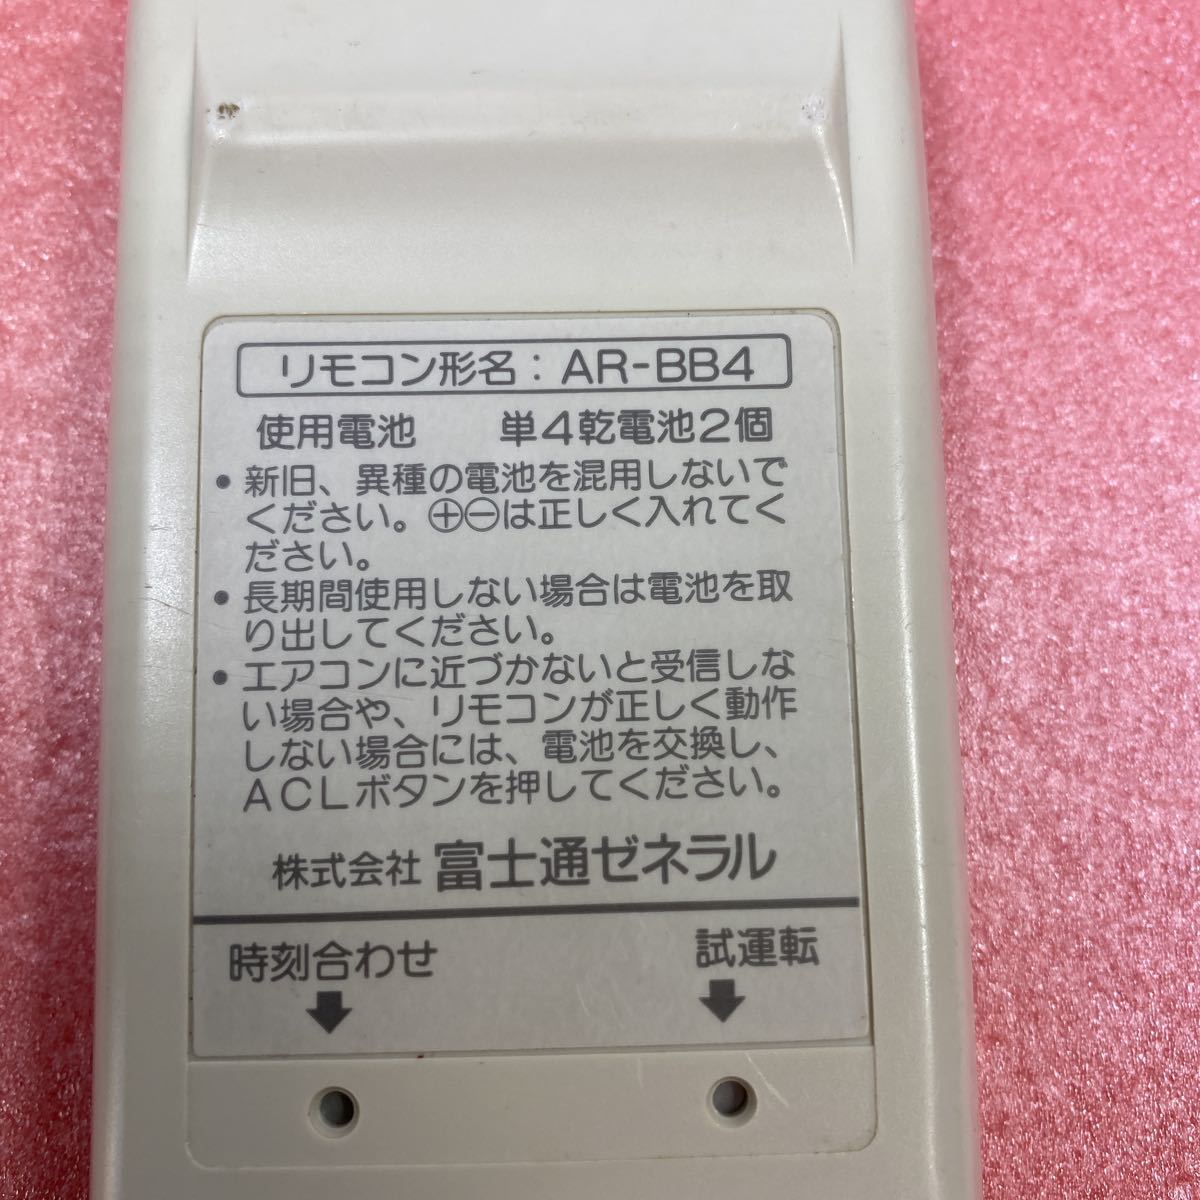 リモコン形名：AR-BB4
使用電池　単４乾電池２個
•新旧、異種の電池を混用しないで
ください。⊕⊖は正しく入れてく
ださい。
•長期間使用しない場合は電池を取
り出してください。
•エアコンに近づかないと受信しな
い場合や、リモコンが正しく動作
しない場合には、電池を交換し、
ＡＣＬボタンを押してください。
株式会社 富士通ゼネラル
時刻合わせ　試運転